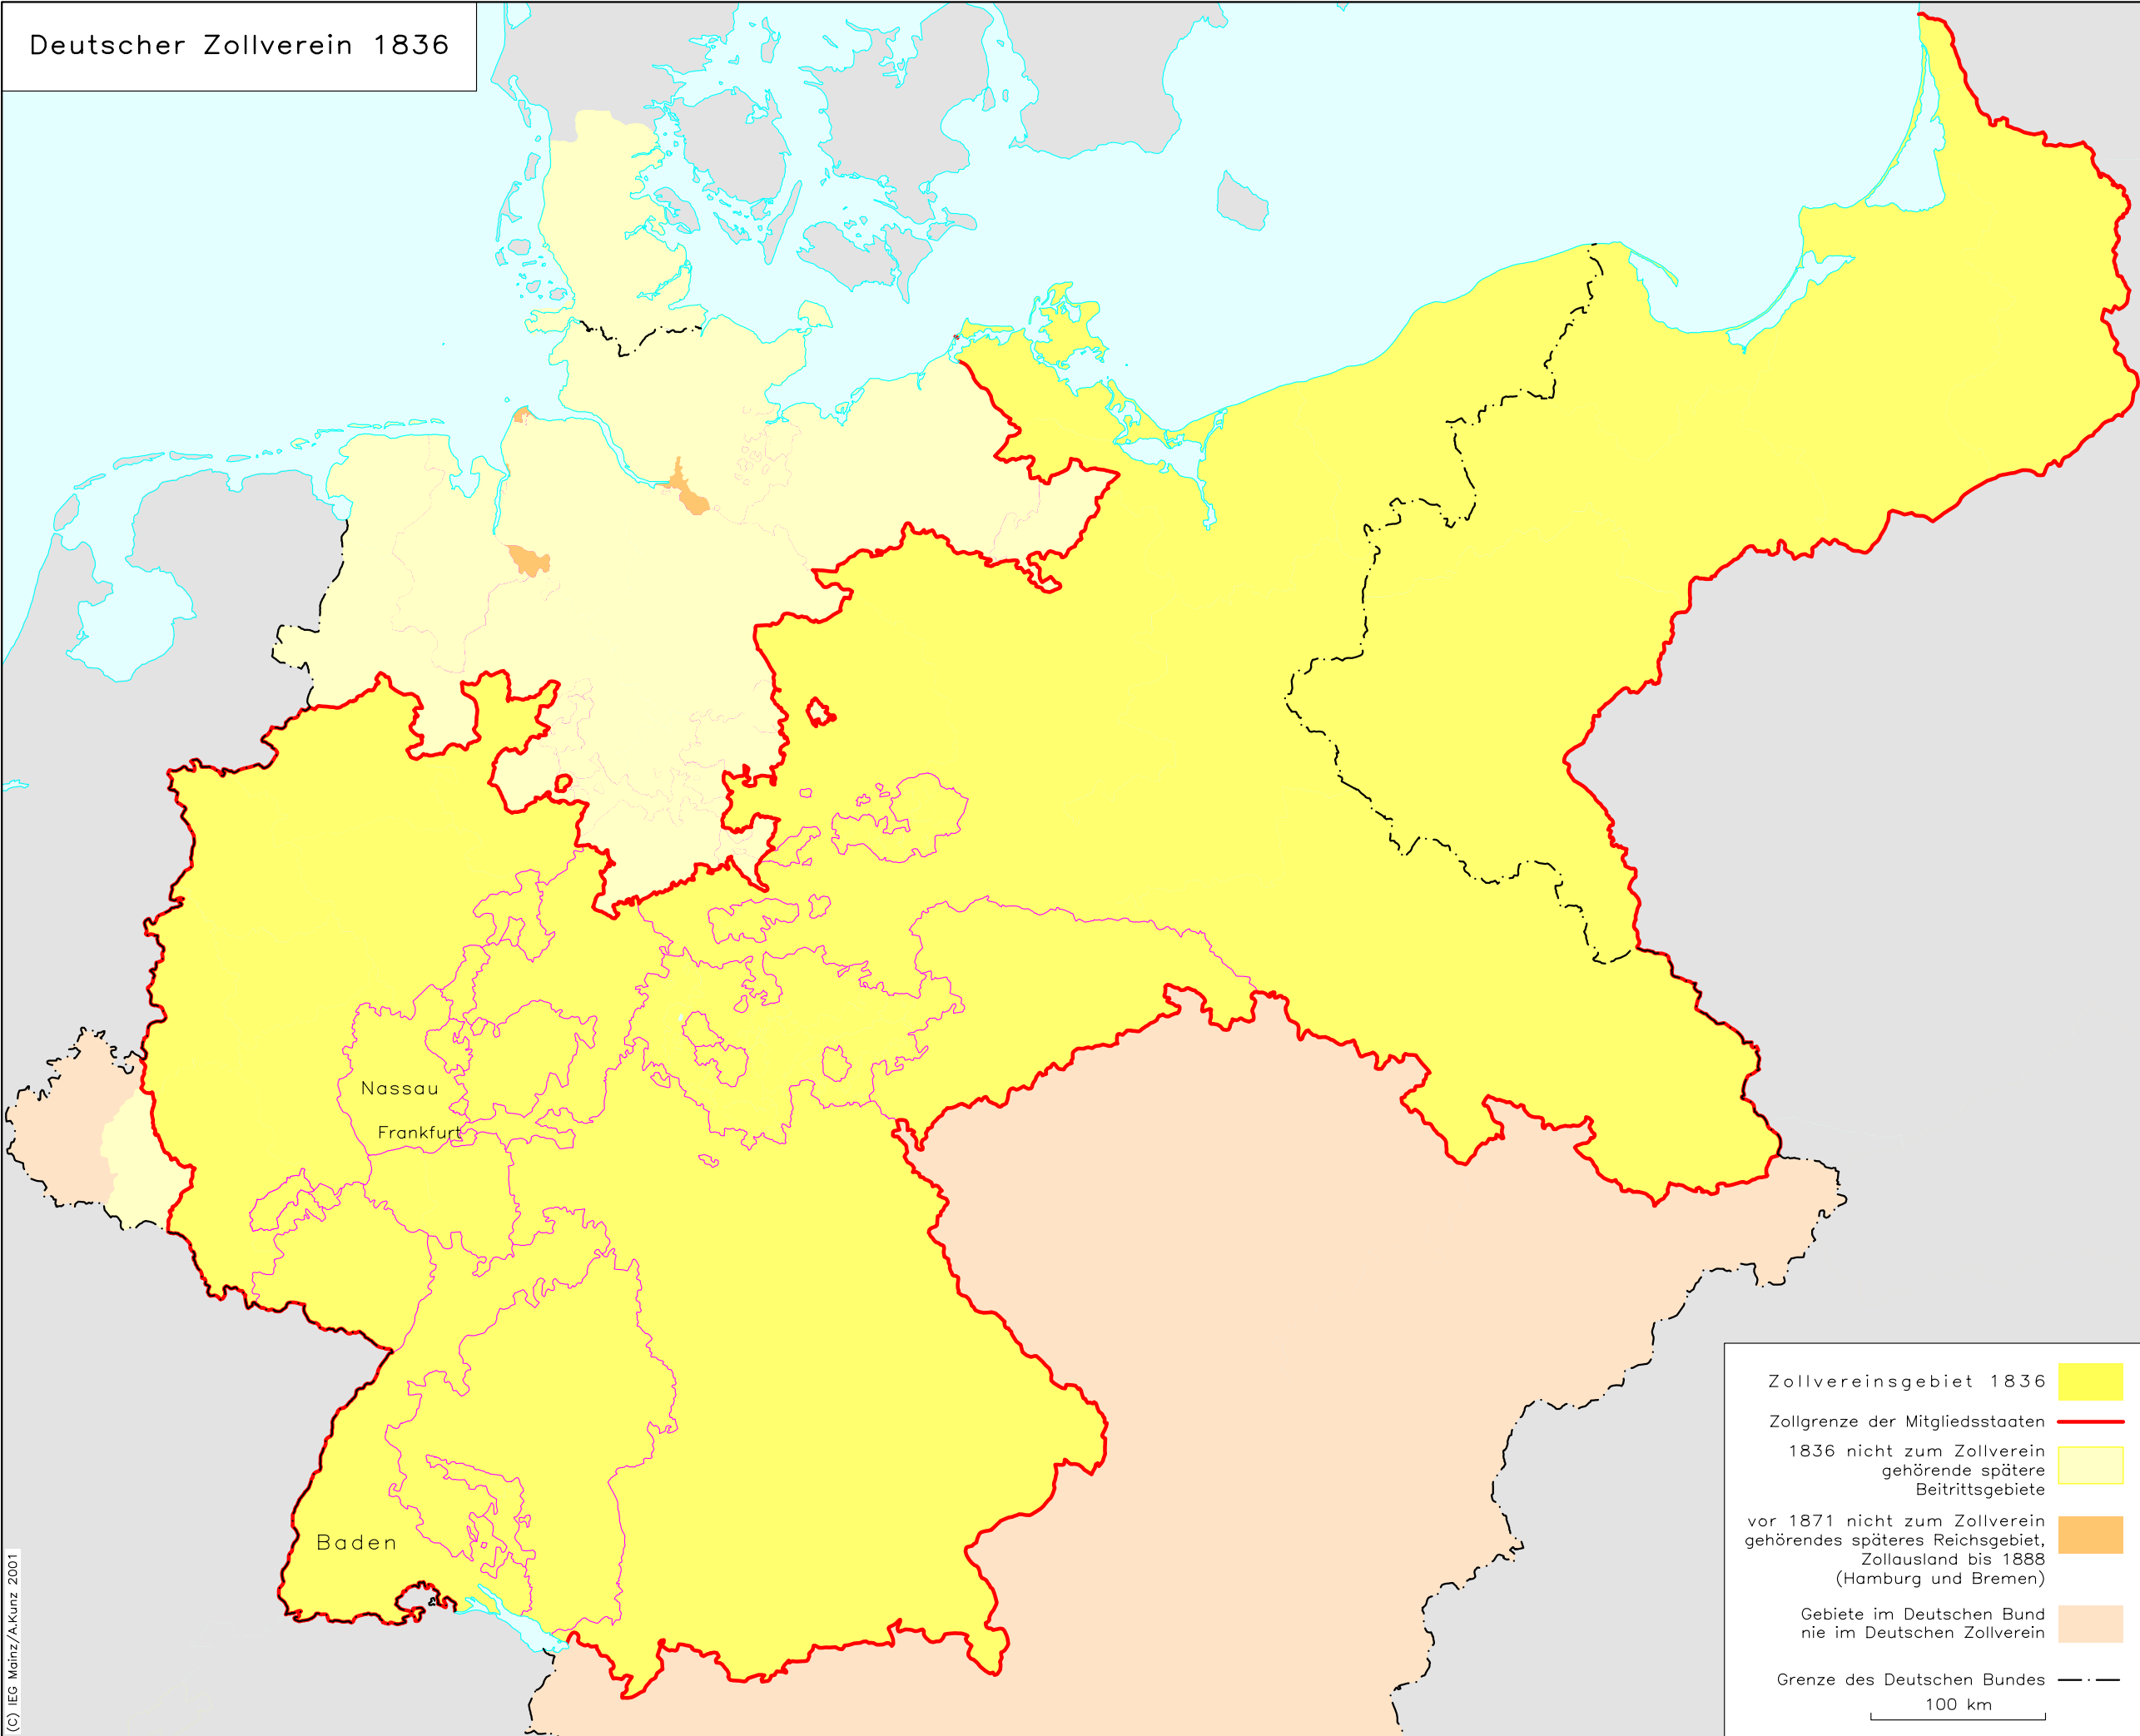 Deutscher Zollverein 1836
Nassau
Frankfurt
Baden
Zollvereinsgebiet 1836
Zollgrenze der Mitgliedsstaaten
1836 nicht zum Zollverein
gehörende spätere
Beitrittsgebiete
vor 1871 nicht zum Zollverein
gehörendes späteres Reichsgebiet,
Zollausland bis 1888
(Hamburg und Bremen)
Gebiete im Deutschen Bund
nie im Deutschen Zollverein
Grenze des Deutschen Bundes
100 km
(C) IEG Mainz/A.Kunz 2001